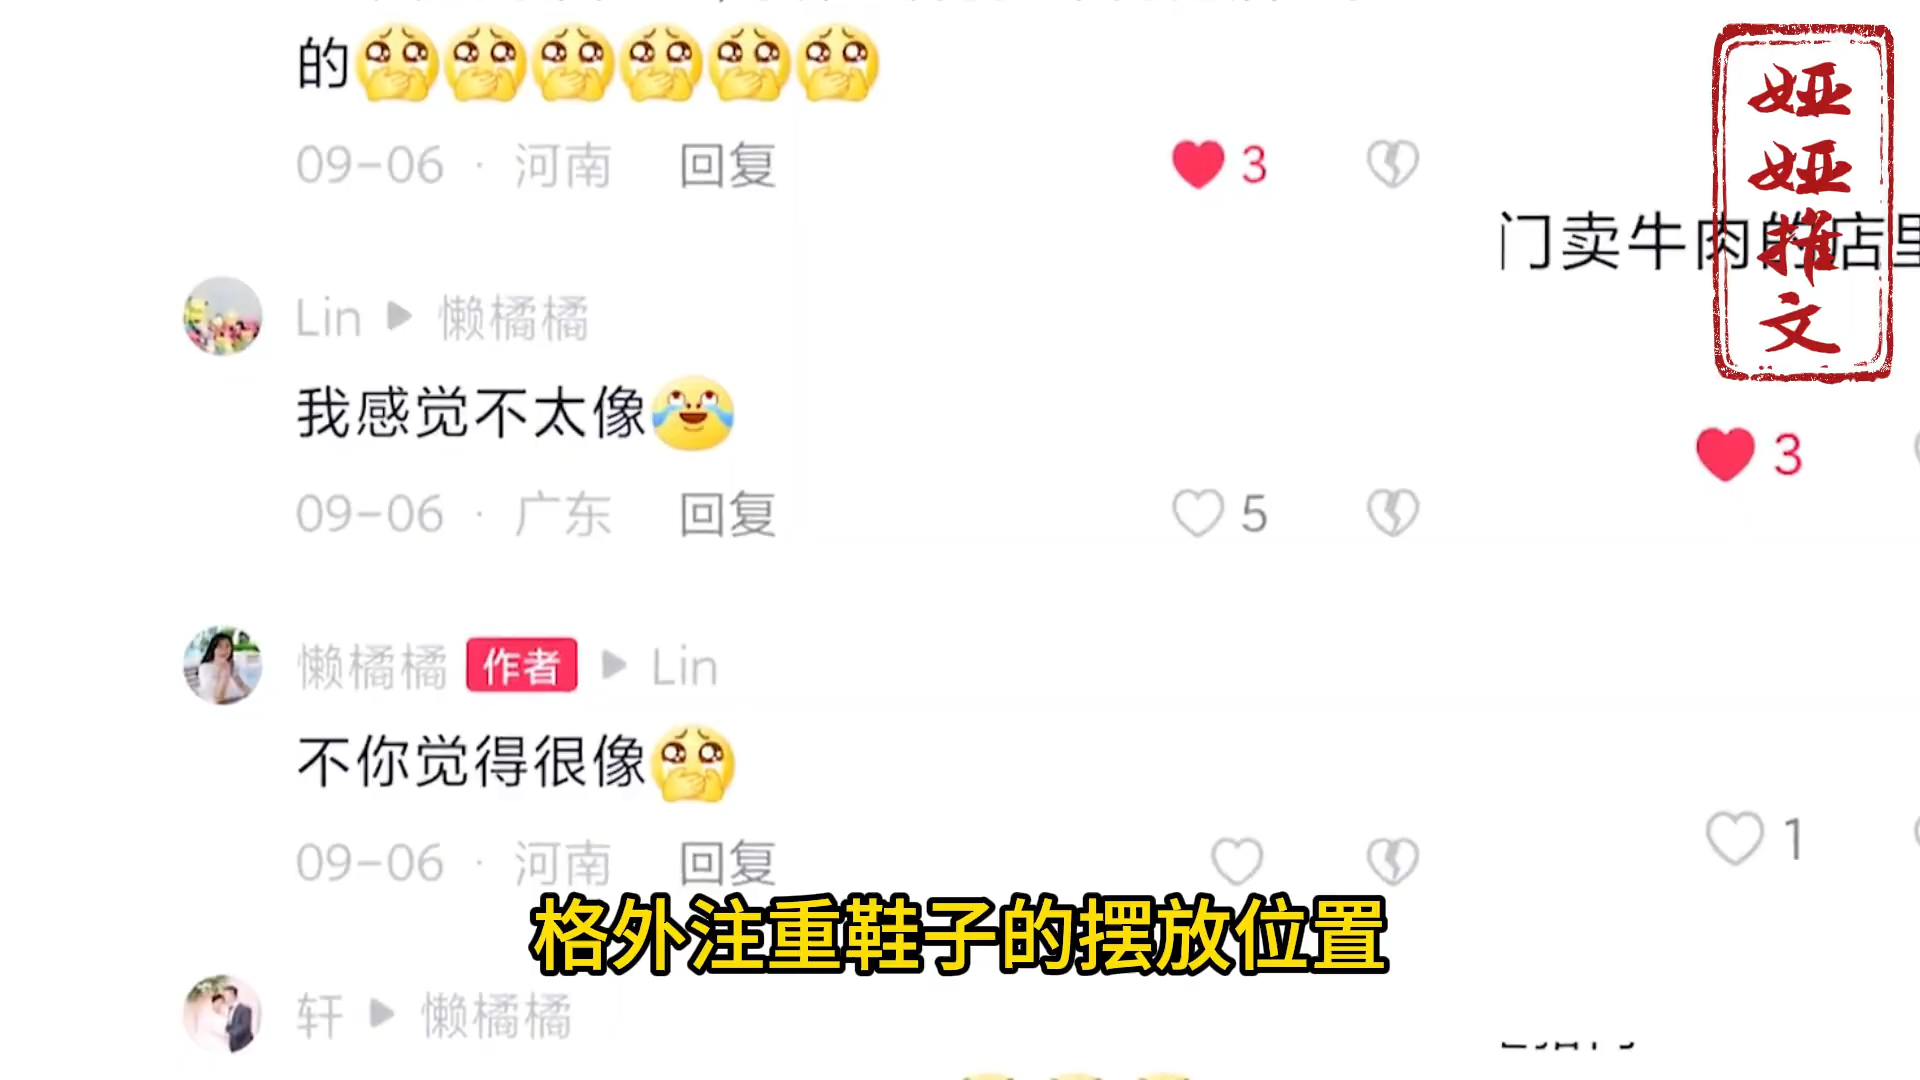 的
09-06 · 河南 回复 3
Lin ▶ 懒橘橘
我感觉不太像
09-06 · 广东 回复 5
懒橘橘 作者 ▶ Lin
不你觉得很像
09-06 · 河南 回复
轩 ▶ 懒橘橘
门卖牛肉的店里
3
1
娅娅推文
格外注重鞋子的摆放位置